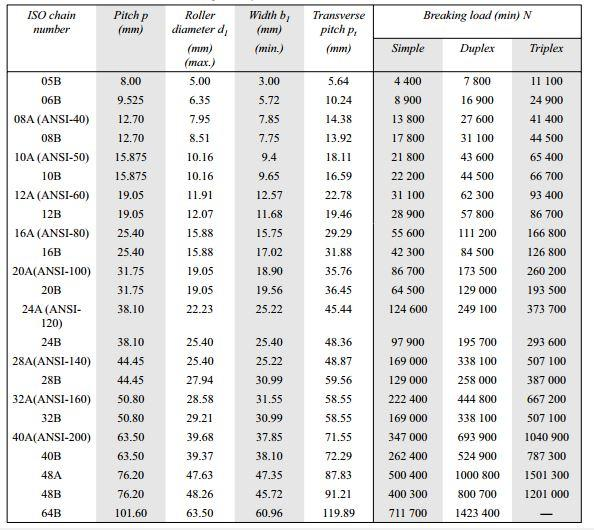 ISO chain number Pitch p (mm) Roller diameter d1 (mm) (max.) Width b1 (mm) (min.) Transverse pitch pt (mm) Breaking load (min) N
Simple Duplex Triplex
05B 8.00 5.00 3.00 5.64 4 400 7 800 11 100
06B 9.525 6.35 5.72 10.24 8 900 16 900 24 900
08A (ANSI-40) 12.70 7.95 7.85 14.38 13 800 27 600 41 400
08B 12.70 8.51 7.75 13.92 17 800 31 100 44 500
10A (ANSI-50) 15.875 10.16 9.4 18.11 21 800 43 600 65 400
10B 15.875 10.16 9.65 16.59 22 200 44 500 66 700
12A (ANSI-60) 19.05 11.91 12.57 22.78 31 100 62 300 93 400
12B 19.05 12.07 11.68 19.46 28 900 57 800 86 700
16A (ANSI-80) 25.40 15.88 15.75 29.29 55 600 111 200 166 800
16B 25.40 15.88 17.02 31.88 42 300 84 500 126 800
20A(ANSI-100) 31.75 19.05 18.90 35.76 86 700 173 500 260 200
20B 31.75 19.05 19.56 36.45 64 500 129 000 193 500
24A (ANSI-120) 38.10 22.23 25.22 45.44 124 600 249 100 373 700
24B 38.10 25.40 25.40 48.36 97 900 195 700 293 600
28A(ANSI-140) 44.45 25.40 25.22 48.87 169 000 338 100 507 100
28B 44.45 27.94 30.99 59.56 129 000 258 000 387 000
32A(ANSI-160) 50.80 28.58 31.55 58.55 222 400 444 800 667 200
32B 50.80 29.21 30.99 58.55 169 000 338 100 507 100
40A(ANSI-200) 63.50 39.68 37.85 71.55 347 000 693 900 1040 900
40B 63.50 39.37 38.10 72.29 262 400 524 900 787 300
48A 76.20 47.63 47.35 87.83 500 400 1000 800 1501 300
48B 76.20 48.26 45.72 91.21 400 300 800 700 1201 000
64B 101.60 63.50 60.96 119.89 711 700 1423 400 —